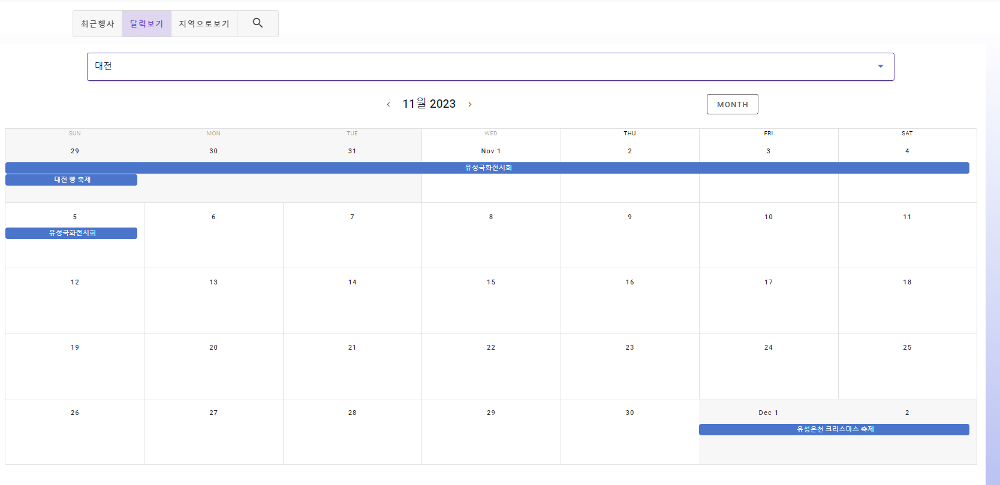 최근행사 달력보기 지역으로보기
대전
11월 2023 MONTH
SUN MON TUE WED THU FRI SAT
29 30 31 Nov 1 2 3 4
유성국화전시회
대전 빵 축제
5 6 7 8 9 10 11
유성국화전시회
12 13 14 15 16 17 18
19 20 21 22 23 24 25
26 27 28 29 30 Dec 1 2
유성온천 크리스마스 축제